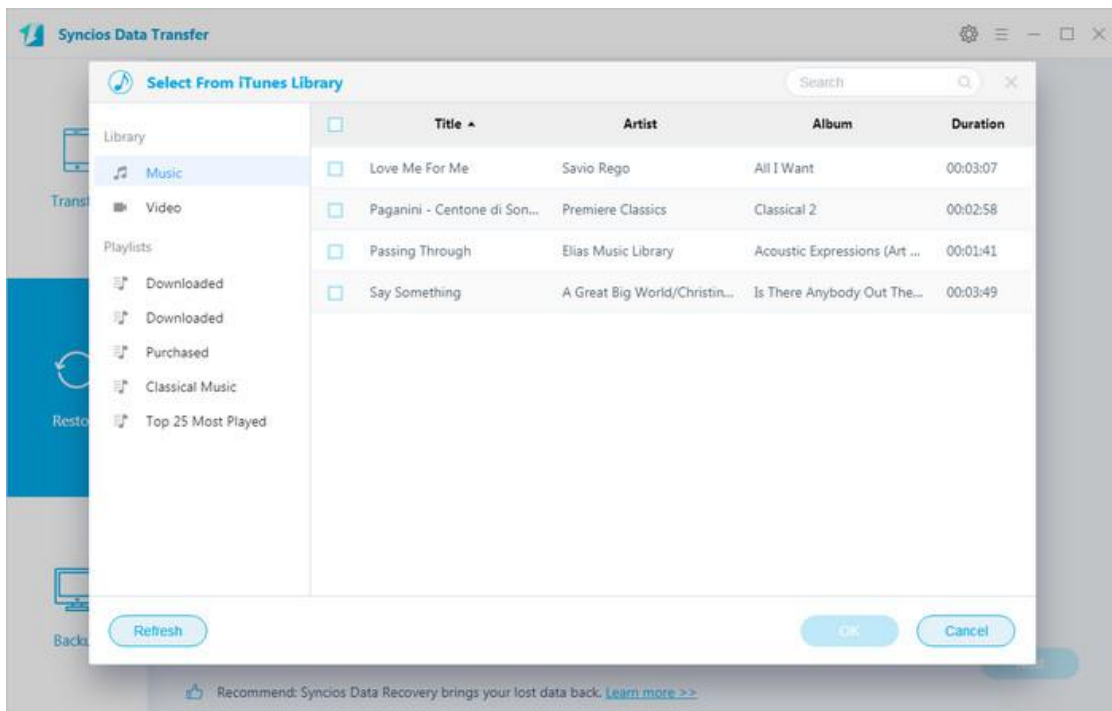 Syncios Data Transfer
Select From iTunes Library
Search
Library
Music
Video
Playlists
Downloaded
Downloaded
Purchased
Classical Music
Top 25 Most Played
Title Artist Album Duration
Love Me For Me Savio Rego All I Want 00:03:07
Paganini - Centone di Son... Premiere Classics Classical 2 00:02:58
Passing Through Elias Music Library Acoustic Expressions (Art ... 00:01:41
Say Something A Great Big World/Christin... Is There Anybody Out The... 00:03:49
Transf
Resto
Backu
Refresh
OK
Cancel
Recommend: Syncios Data Recovery brings your lost data back. Learn more >>